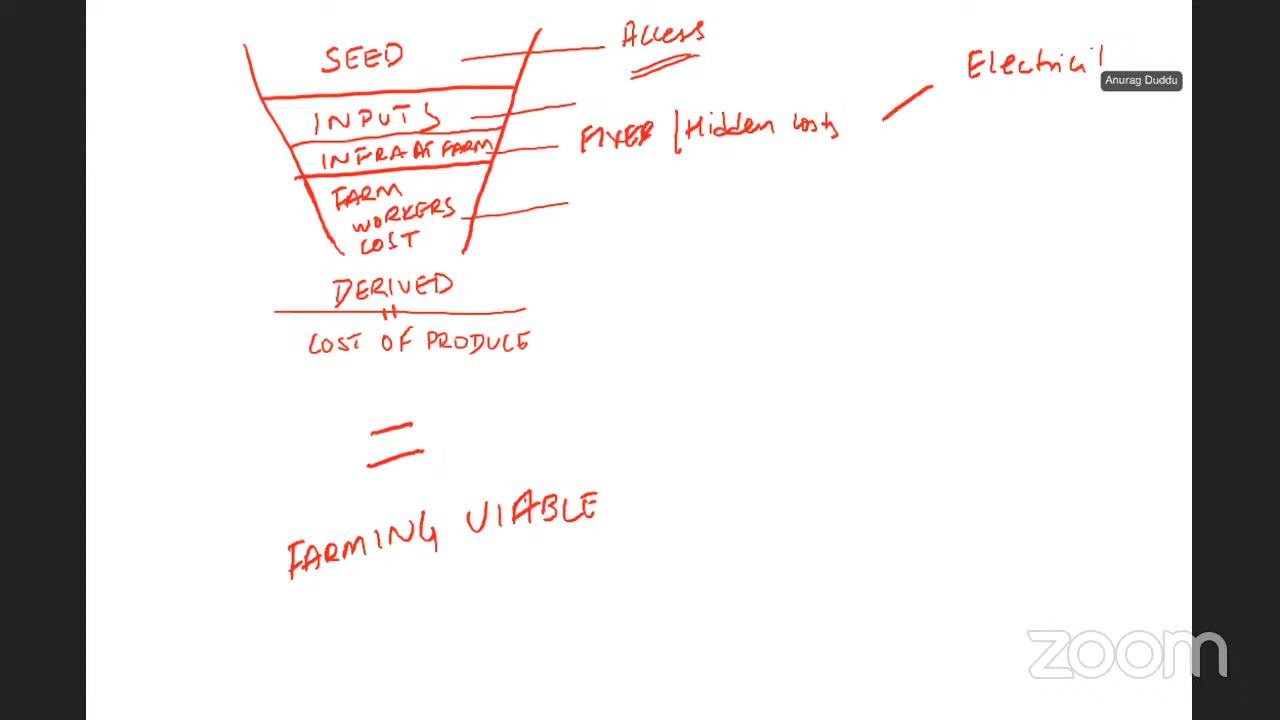 SEED
Access
Electrici
Anurag Duddu
INPUTS
FIXED | Hidden costs
INFRA AT FARM
FARM
WORKERS
COST
DERIVED
COST OF PRODUCE
=
FARMING VIABLE
zoom